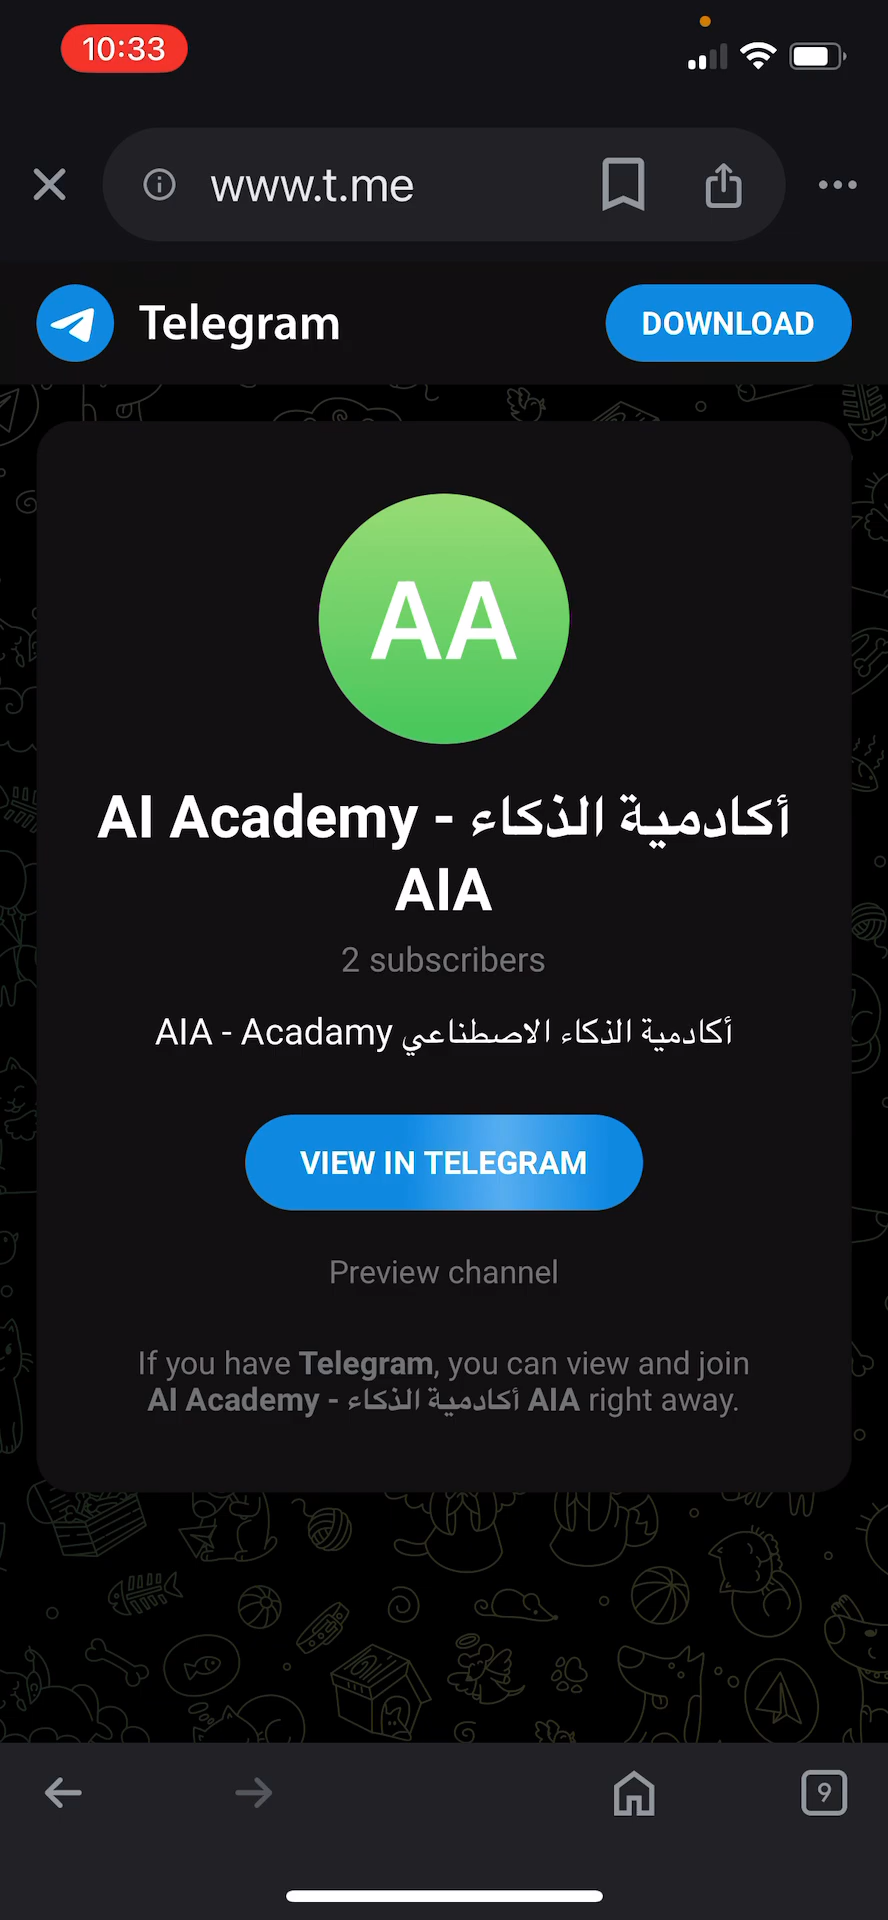 10:33
www.t.me
Telegram
DOWNLOAD
AA
AI Academy - أكادمية الذكاء
AIA
2 subscribers
AIA - Acadamy أكادمية الذكاء الاصطناعي
VIEW IN TELEGRAM
Preview channel
If you have Telegram, you can view and join
AI Academy - أكادمية الذكاء AIA right away.
9